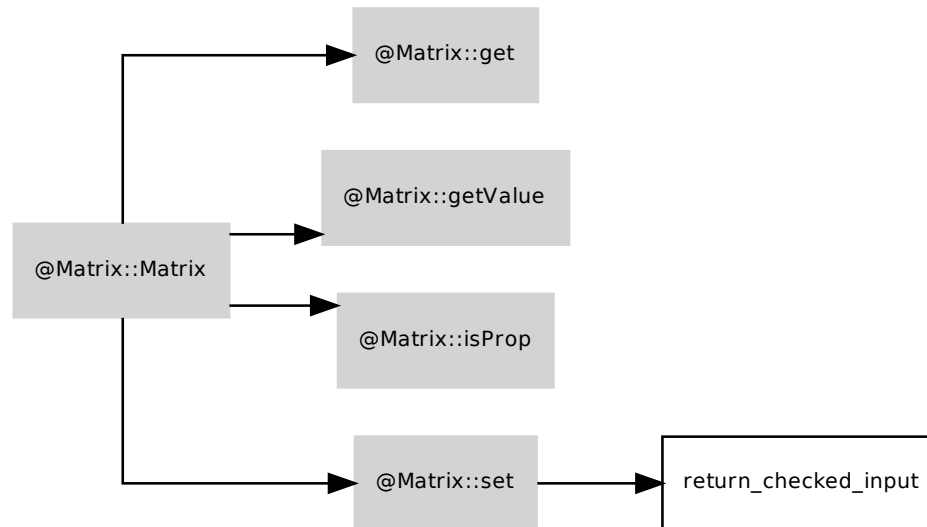 @Matrix::get
@Matrix::getValue
@Matrix::Matrix
@Matrix::isProp
@Matrix::set
return_checked_input